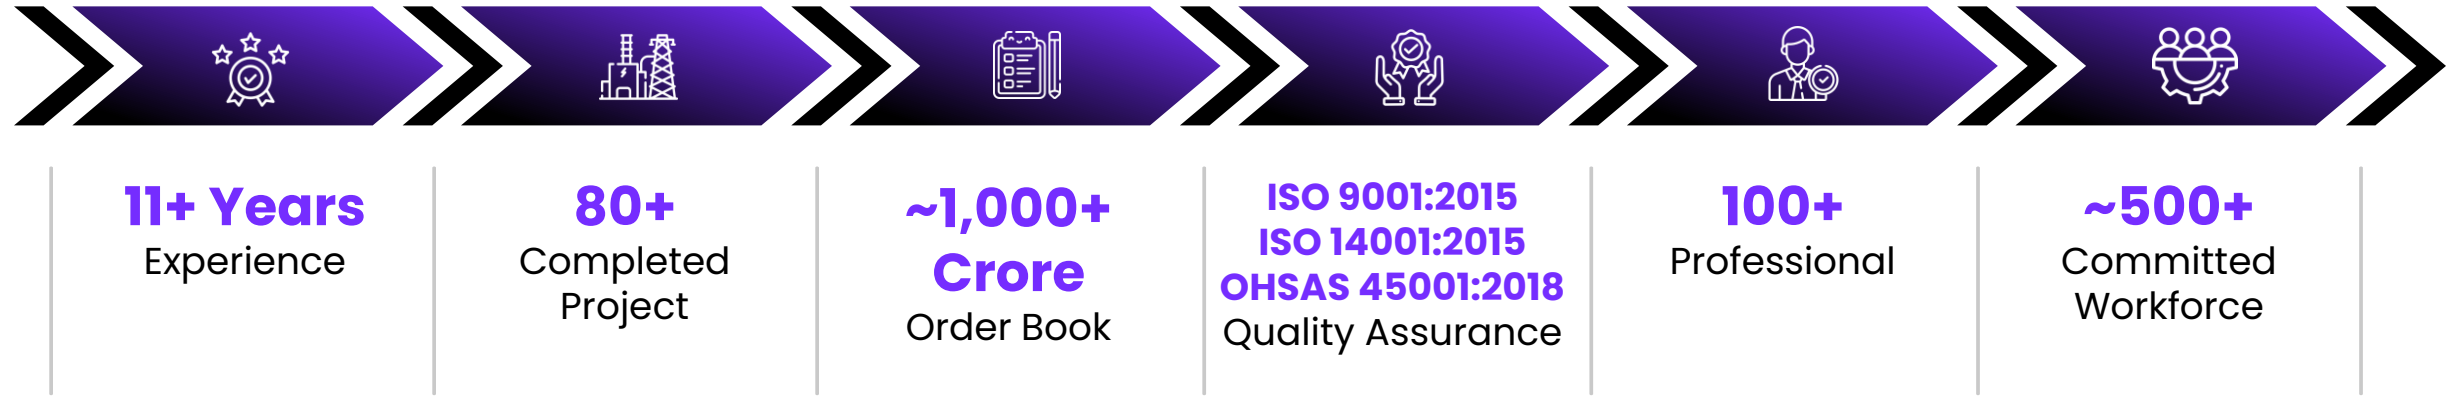 11+ Years
Experience
80+
Completed
Project
~1,000+
Crore
Order Book
ISO 9001:2015
ISO 14001:2015
OHSAS 45001:2018
Quality Assurance
100+
Professional
~500+
Committed
Workforce